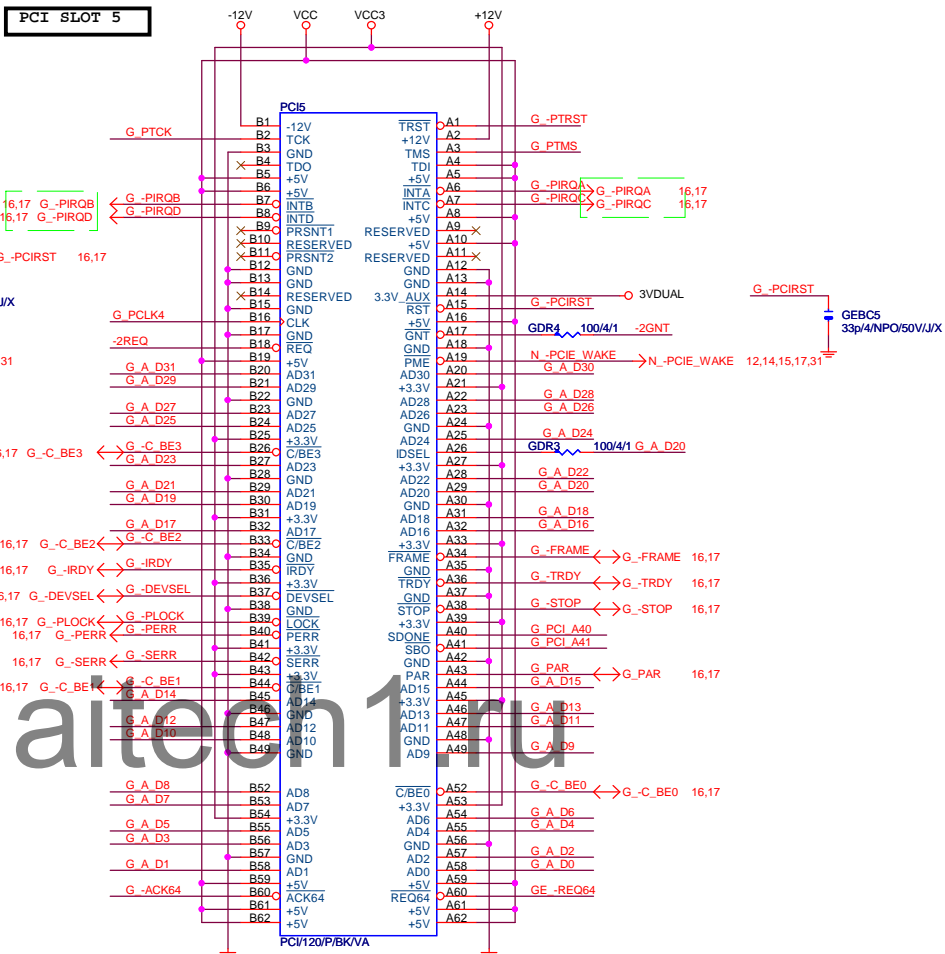 PCI SLOT 5
-12V VCC VCC3 +12V
PCI5
B1 -12V TRST A1 G_-PTRST
G_PTCK B2 TCK +12V A2
B3 GND TMS A3 G_PTMS
B4 TDO TDI A4
B5 +5V +5V A5
B6 +5V INTA A6 G_-PIRQA G_-PIRQA 16,17
16,17 G_-PIRQB G_-PIRQB B7 INTB INTC A7 G_-PIRQC G_-PIRQC 16,17
16,17 G_-PIRQD G_-PIRQD B8 INTD +5V A8
B9 PRSNT1 RESERVED A9
B10 RESERVED +5V A10
G_-PCIRST 16,17 B11 PRSNT2 RESERVED A11
B12 GND GND A12
B13 GND GND A13
B14 RESERVED 3.3V_AUX A14 3VDUAL
J/X B15 GND RST A15 G_-PCIRST
G_PCLK4 B16 CLK +5V A16
B17 GND GNT A17 GDR4 100/4/1 -2GNT
-2REQ B18 REQ GND A18
31 B19 +5V PME A19 N_-PCIE_WAKE N_-PCIE_WAKE 12,14,15,17,31
G_A_D31 B20 AD31 AD30 A20 G_A_D30
G_A_D29 B21 AD29 +3.3V A21
B22 GND AD28 A22 G_A_D28
G_A_D27 B23 AD27 AD26 A23 G_A_D26
G_A_D25 B24 AD25 GND A24
B25 +3.3V AD24 A25 G_A_D24
,17 G_-C_BE3 G_-C_BE3 B26 C/BE3 IDSEL A26 GDR3 100/4/1 G_A_D20
G_A_D23 B27 AD23 +3.3V A27
B28 GND AD22 A28 G_A_D22
G_A_D21 B29 AD21 AD20 A29 G_A_D20
G_A_D19 B30 AD19 GND A30
B31 +3.3V AD18 A31 G_A_D18
G_A_D17 B32 AD17 AD16 A32 G_A_D16
16,17 G_-C_BE2 G_-C_BE2 B33 C/BE2 +3.3V A33
B34 GND FRAME A34 G_-FRAME G_-FRAME 16,17
16,17 G_-IRDY G_-IRDY B35 IRDY GND A35
B36 +3.3V TRDY A36 G_-TRDY G_-TRDY 16,17
16,17 G_-DEVSEL G_-DEVSEL B37 DEVSEL GND A37
B38 GND STOP A38 G_-STOP G_-STOP 16,17
16,17 G_-PLOCK G_-PLOCK B39 LOCK +3.3V A39
16,17 G_-PERR G_-PERR B40 PERR SDONE A40 G_PCI_A40
B41 +3.3V SBO A41 G_PCI_A41
16,17 G_-SERR G_-SERR B42 SERR GND A42
B43 +3.3V PAR A43 G_PAR G_PAR 16,17
16,17 G_-C_BE1 G_-C_BE1 B44 C/BE1 AD15 A44 G_A_D15
G_A_D14 B45 AD14 +3.3V A45
B46 GND AD13 A46 G_A_D13
G_A_D12 B47 AD12 AD11 A47 G_A_D11
G_A_D10 B48 AD10 GND A48
B49 GND AD9 A49 G_A_D9
aitech1.ru
G_A_D8 B52 AD8 C/BE0 A52 G_-C_BE0 G_-C_BE0 16,17
G_A_D7 B53 AD7 +3.3V A53
B54 +3.3V AD6 A54 G_A_D6
G_A_D5 B55 AD5 AD4 A55 G_A_D4
G_A_D3 B56 AD3 GND A56
B57 GND AD2 A57 G_A_D2
G_A_D1 B58 AD1 AD0 A58 G_A_D0
B59 +5V +5V A59
G_-ACK64 B60 ACK64 REQ64 A60 GE_-REQ64
B61 +5V +5V A61
B62 +5V +5V A62
PCI/120/P/BK/VA
G_-PCIRST
GEBC5
33p/4/NPO/50V/J/X